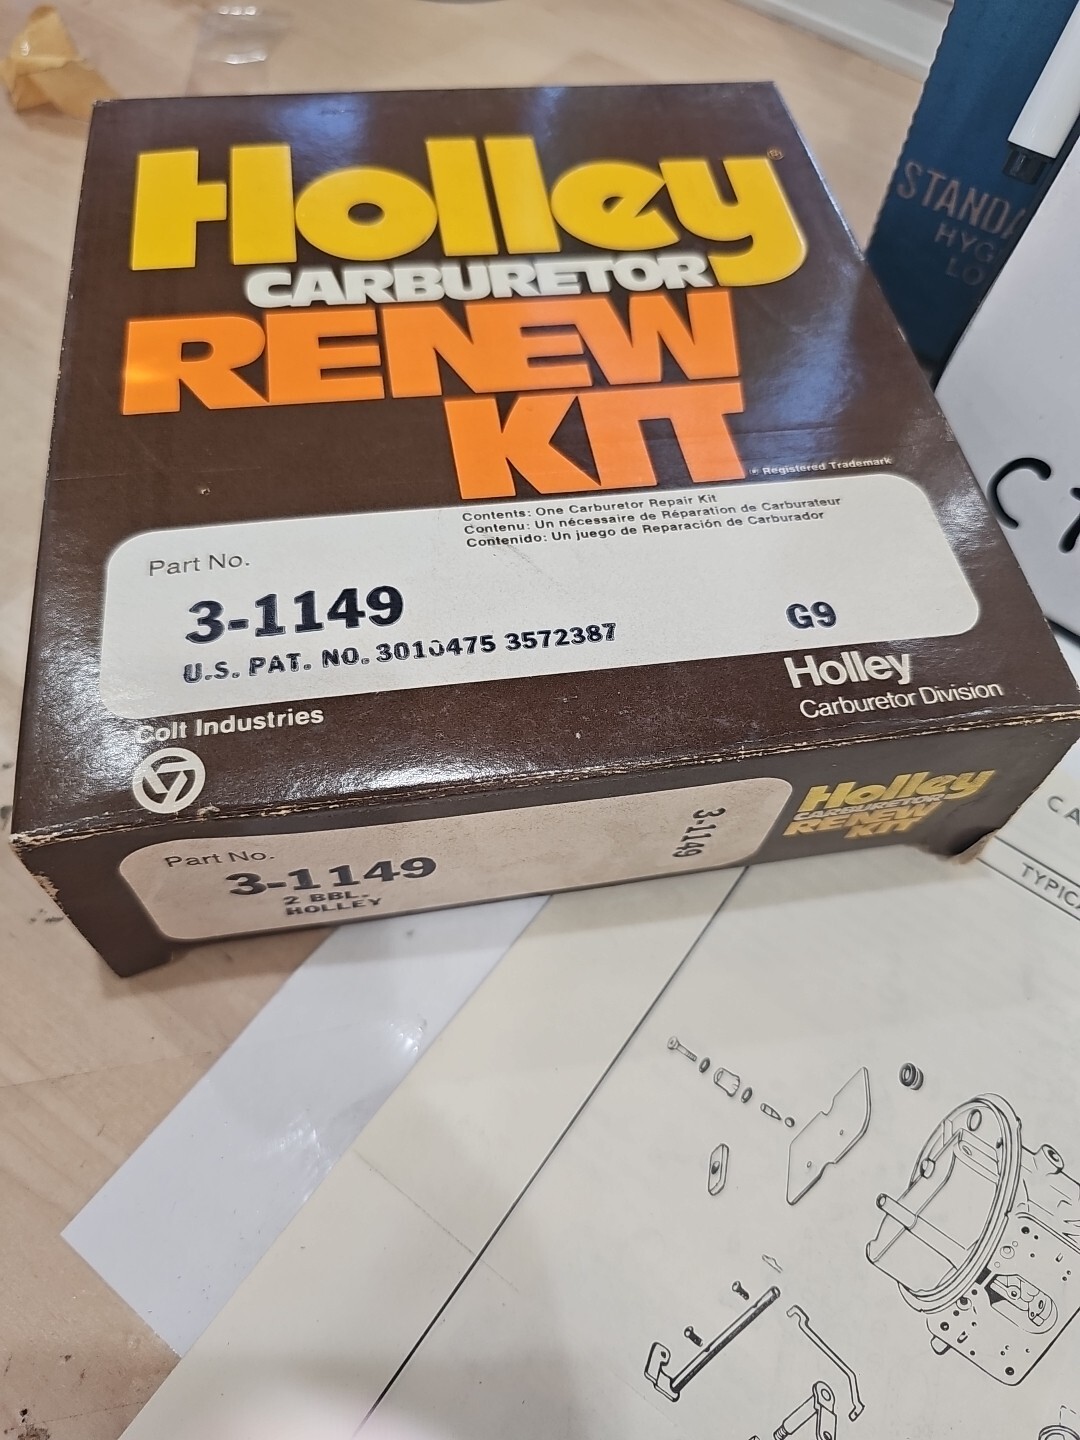 Holley®
CARBURETOR
RENEW
KIT
® Registered Trademark
Contents: One Carburetor Repair Kit
Contenu: Un nécessaire de Réparation de Carburateur
Contenido: Un juego de Reparación de Carburador
Part No.
3-1149
G9
U.S. PAT. NO. 3010475 3572387
Holley
Carburetor Division
Colt Industries
Part No.
3-1149
2 BBL.
HOLLEY
3-1149
Holley
CARBURETOR
RENEW
KIT